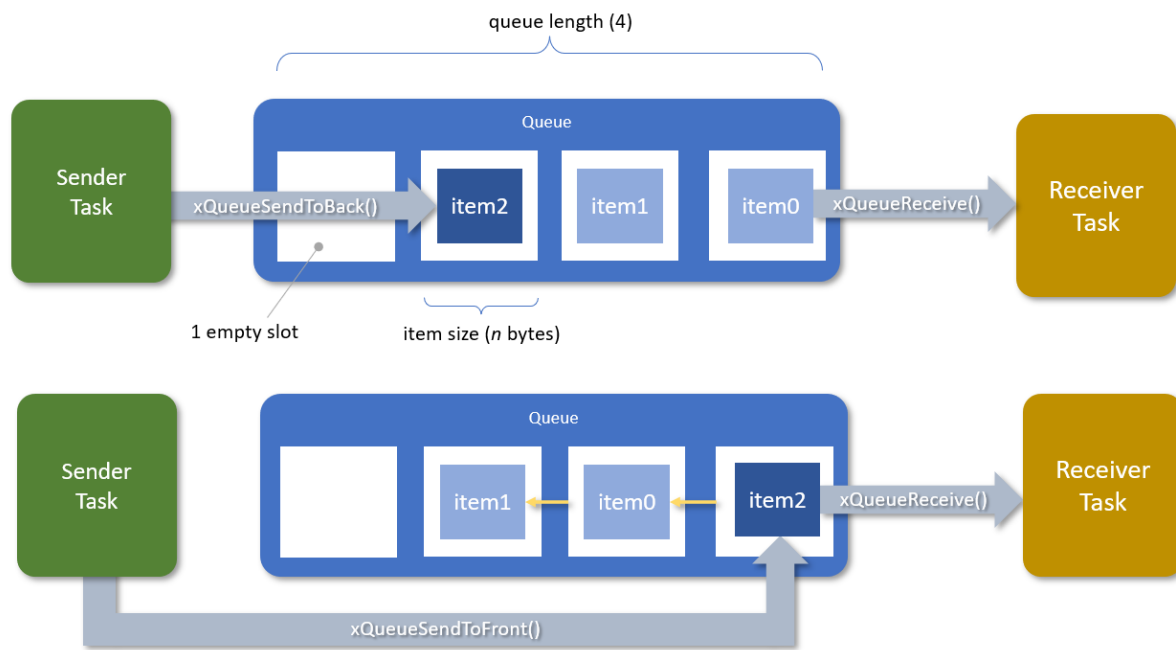 queue length (4)
Queue
Sender
Task
xQueueSendToBack()
item2
item1
item0
xQueueReceive()
Receiver
Task
1 empty slot
item size (n bytes)
Queue
Sender
Task
item1
item0
item2
xQueueReceive()
Receiver
Task
xQueueSendToFront()